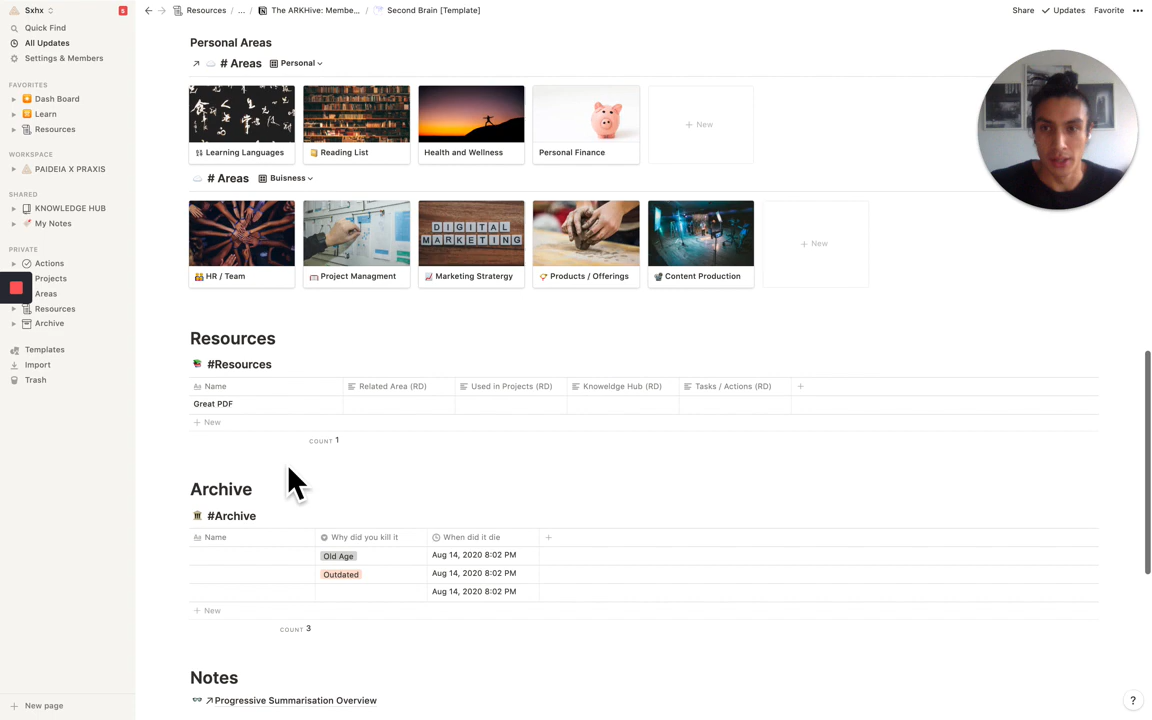 Sxhx
S
Resources / ... / The ARKHive: Membe... / Second Brain [Template]
Share Updates Favorite
Quick Find
All Updates
Settings & Members
FAVORITES
Dash Board
Learn
Resources
WORKSPACE
PAIDEIA X PRAXIS
SHARED
KNOWLEDGE HUB
My Notes
PRIVATE
Actions
Projects
Areas
Resources
Archive
Templates
Import
Trash
New page
Personal Areas
# Areas Personal
Learning Languages
Reading List
Health and Wellness
Personal Finance
+ New
# Areas Buisness
DIGITAL
MARKETING
HR / Team
Project Managment
Marketing Stratergy
Products / Offerings
Content Production
+ New
Resources
#Resources
Name Related Area (RD) Used in Projects (RD) Knoweldge Hub (RD) Tasks / Actions (RD) +
Great PDF
+ New
COUNT 1
Archive
#Archive
Name Why did you kill it When did it die +
Old Age Aug 14, 2020 8:02 PM
Outdated Aug 14, 2020 8:02 PM
Aug 14, 2020 8:02 PM
+ New
COUNT 3
Notes
Progressive Summarisation Overview
?